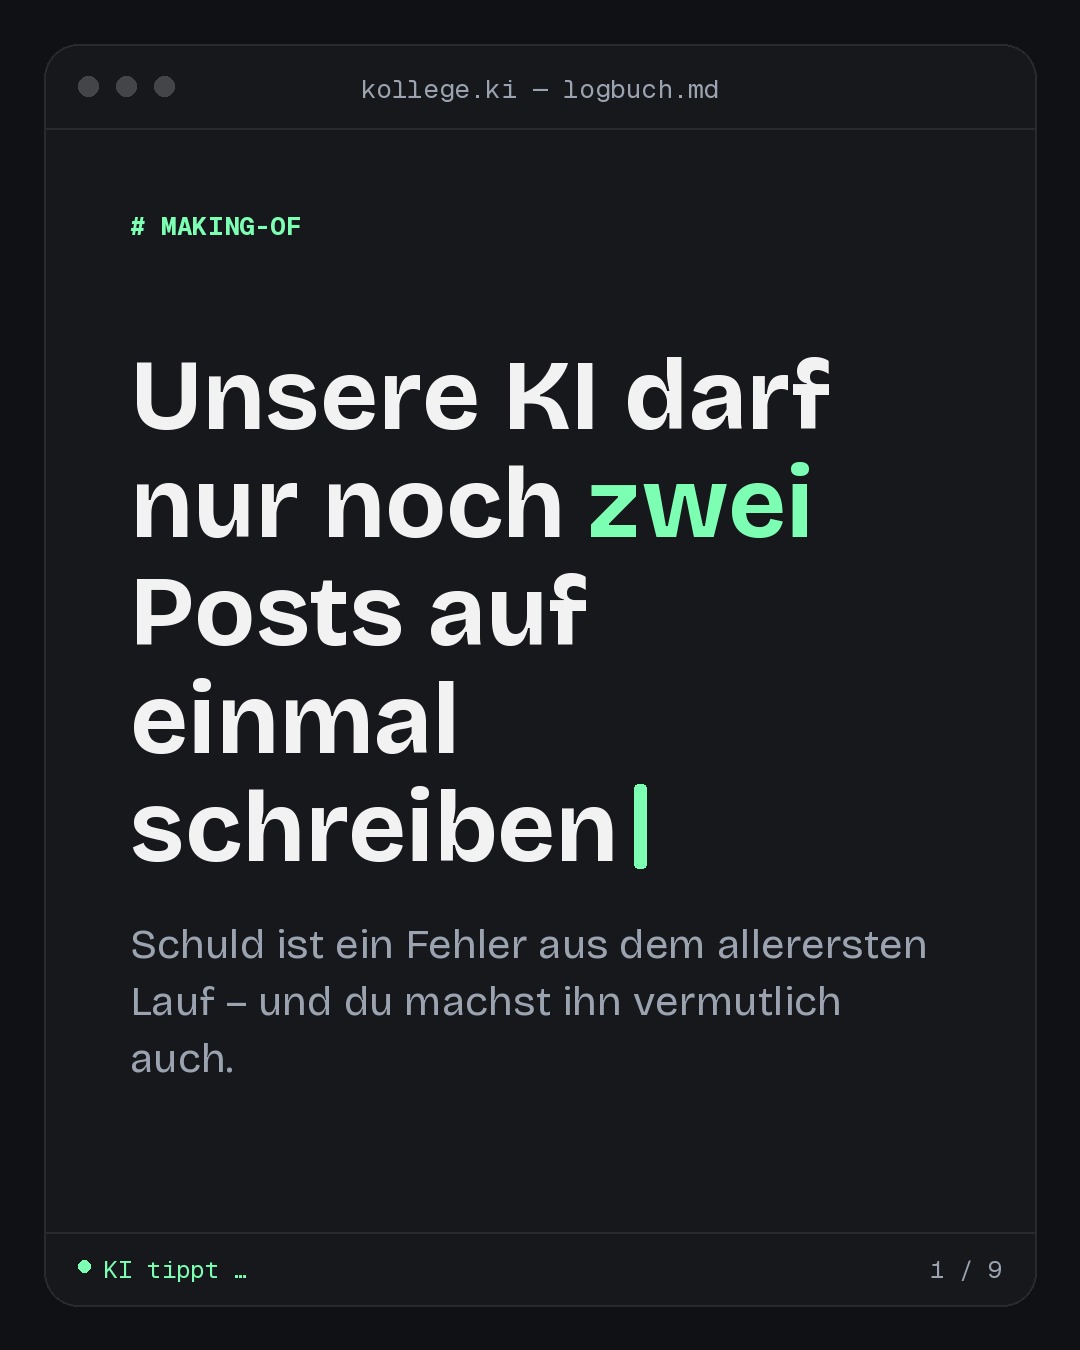 kollege.ki — logbuch.md
# MAKING-OF
Unsere KI darf
nur noch zwei
Posts auf
einmal
schreiben
Schuld ist ein Fehler aus dem allerersten
Lauf – und du machst ihn vermutlich
auch.
KI tippt …
1 / 9